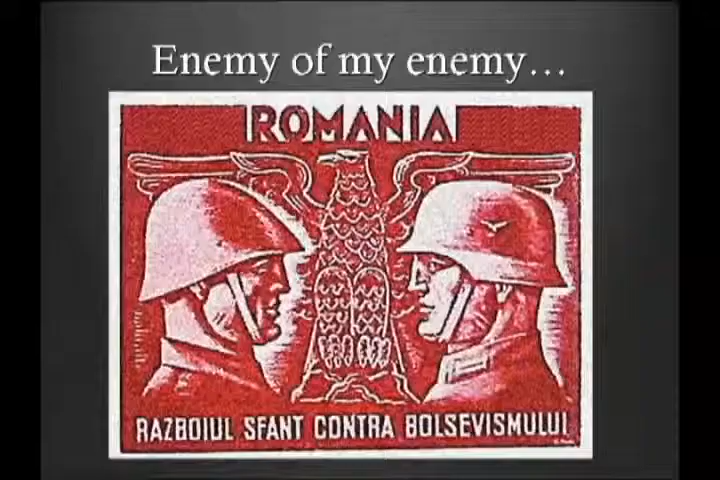 Enemy of my enemy...
ROMANIA
RAZBOIUL SFANT CONTRA BOLSEVISMULUI